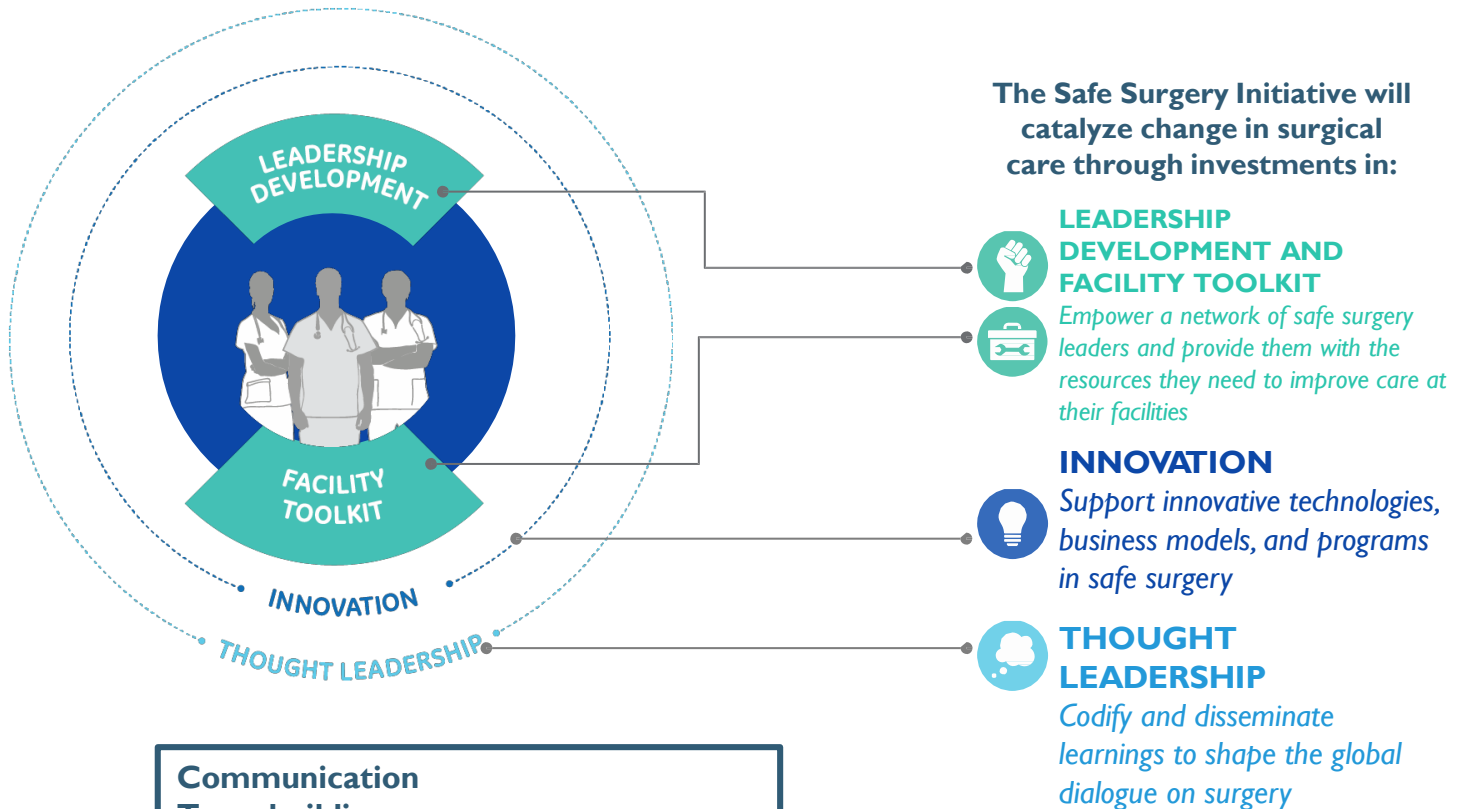 LEADERSHIP
DEVELOPMENT
FACILITY
TOOLKIT
INNOVATION
THOUGHT LEADERSHIP
The Safe Surgery Initiative will
catalyze change in surgical
care through investments in:
LEADERSHIP
DEVELOPMENT AND
FACILITY TOOLKIT
Empower a network of safe surgery
leaders and provide them with the
resources they need to improve care at
their facilities
INNOVATION
Support innovative technologies,
business models, and programs
in safe surgery
THOUGHT
LEADERSHIP
Codify and disseminate
learnings to shape the global
dialogue on surgery
Communication